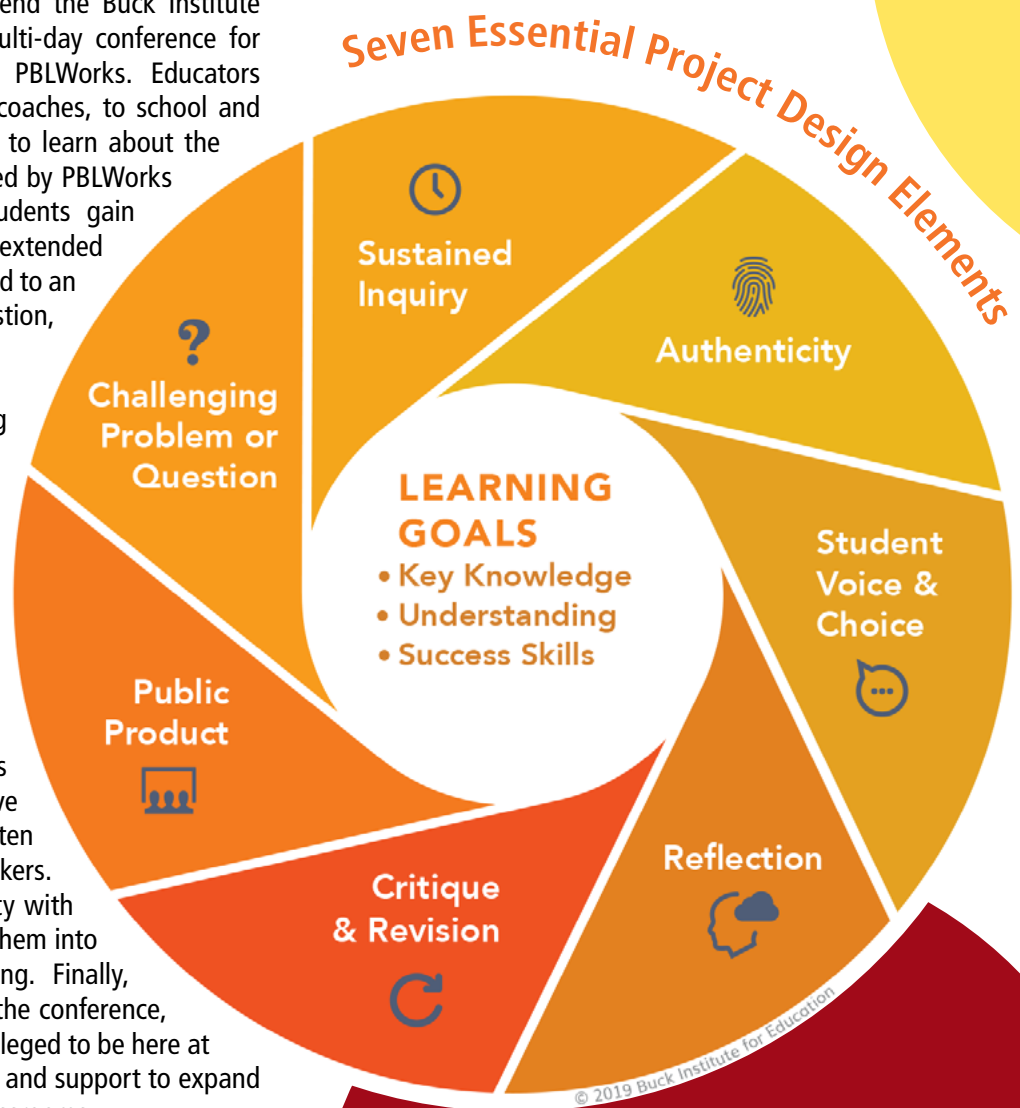 end the Buck Institute
ulti-day conference for
PBLWorks. Educators
coaches, to school and
to learn about the
ed by PBLWorks
udents gain
extended
d to an
stion,
g
s
ve
ten
kers.
ty with
hem into
ng. Finally,
the conference,
leged to be here at
and support to expand
Seven Essential Project Design Elements
Challenging
Problem or
Question
Sustained
Inquiry
Authenticity
Student
Voice &
Choice
Reflection
Critique
& Revision
Public
Product
LEARNING
GOALS
• Key Knowledge
• Understanding
• Success Skills
© 2019 Buck Institute for Education